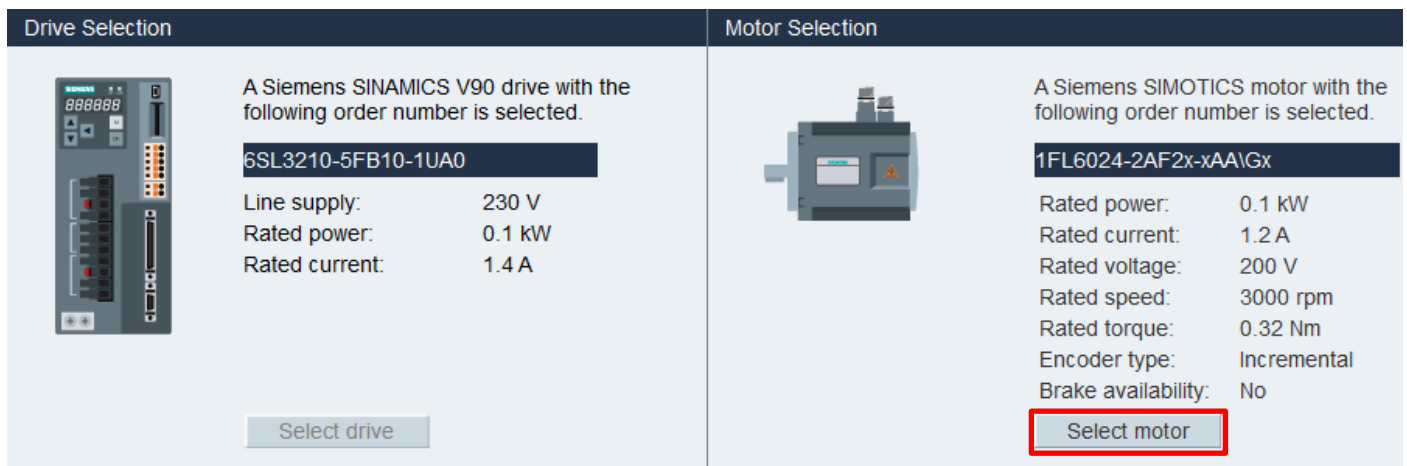 Drive Selection
SIEMENS
888888
A Siemens SINAMICS V90 drive with the
following order number is selected.
6SL3210-5FB10-1UA0
Line supply: 230 V
Rated power: 0.1 kW
Rated current: 1.4 A
Select drive
Motor Selection
A Siemens SIMOTICS motor with the
following order number is selected.
1FL6024-2AF2x-xAA\Gx
Rated power: 0.1 kW
Rated current: 1.2 A
Rated voltage: 200 V
Rated speed: 3000 rpm
Rated torque: 0.32 Nm
Encoder type: Incremental
Brake availability: No
Select motor